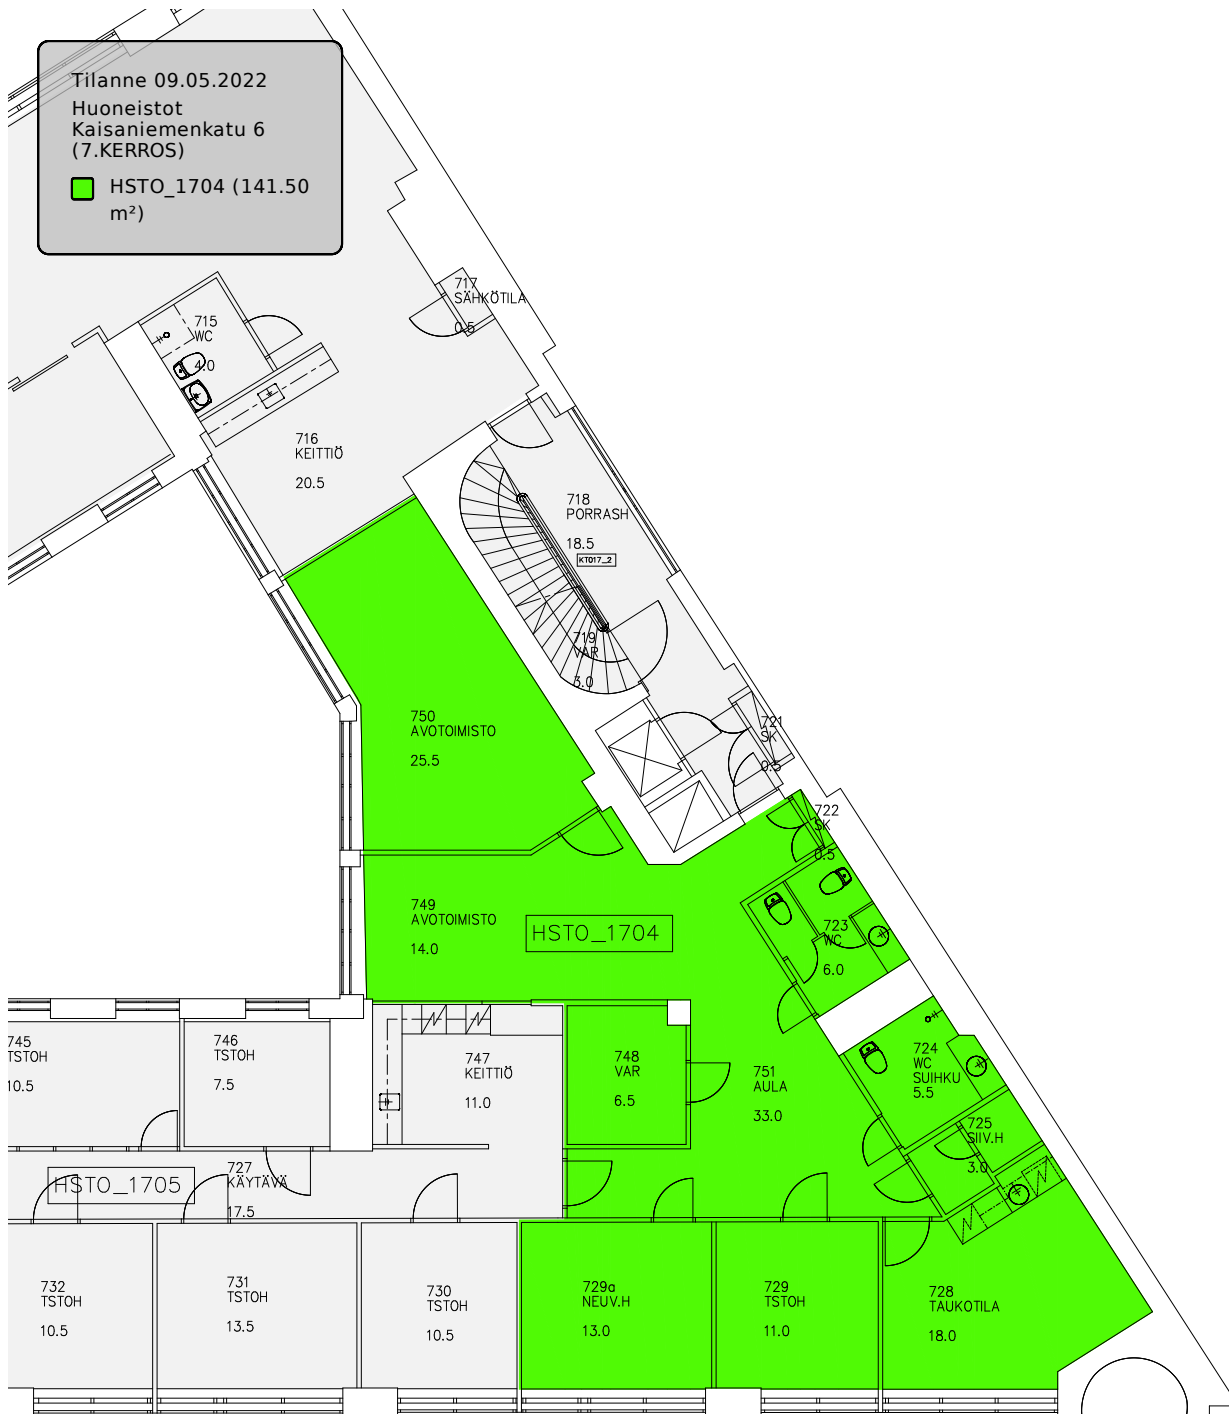 Tilanne 09.05.2022
Huoneistot
Kaisaniemenkatu 6
(7.KERROS)
HSTO_1704 (141.50
m²)
717
SÄHKÖTILA
0.5
715
WC
4.0
716
KEITTIÖ
20.5
718
PORRASH
18.5
KT017_2
719
VAR
3.0
750
AVOTOIMISTO
25.5
721
SK
0.5
722
SK
0.5
749
AVOTOIMISTO
14.0
HSTO_1704
723
WC
6.0
745
TSTOH
10.5
746
TSTOH
7.5
747
KEITTIÖ
11.0
748
VAR
6.5
751
AULA
33.0
724
WC
SUIHKU
5.5
725
SIIV.H
3.0
HSTO_1705
727
KÄYTÄVÄ
17.5
732
TSTOH
10.5
731
TSTOH
13.5
730
TSTOH
10.5
729a
NEUV.H
13.0
729
TSTOH
11.0
728
TAUKOTILA
18.0